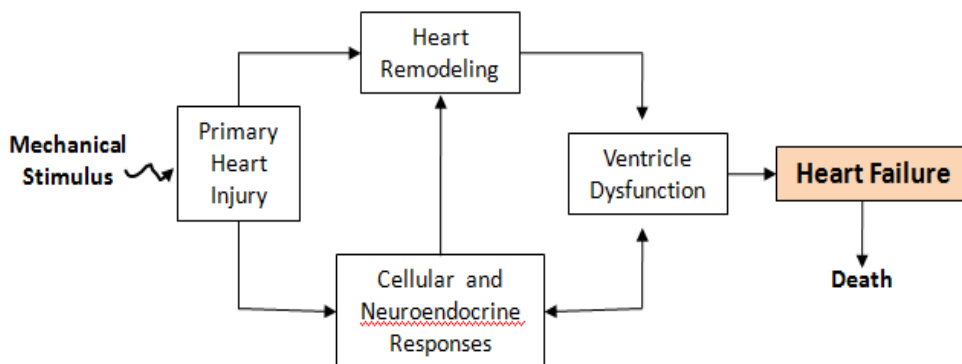 Heart
Remodeling
Mechanical
Stimulus
Primary
Heart
Injury
Ventricle
Dysfunction
Heart Failure
Cellular and
Neuroendocrine
Responses
Death